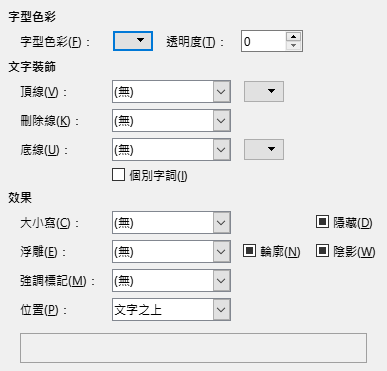 字型色彩
字型色彩(F)： 透明度(T)： 0
文字裝飾
頂線(V)： (無)
刪除線(K)： (無)
底線(U)： (無)
個別字詞(I)
效果
大小寫(C)： (無) 隱藏(D)
浮雕(E)： (無) 輪廓(N) 陰影(W)
強調標記(M)： (無)
位置(P)： 文字之上